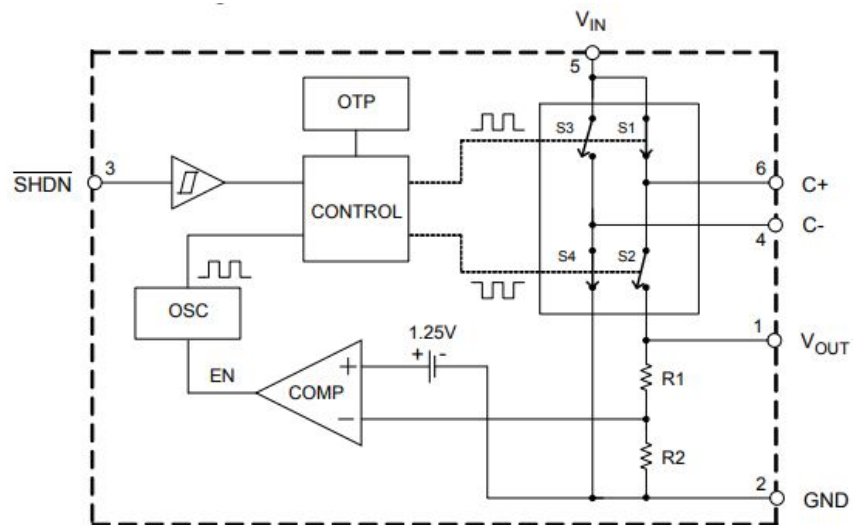 VIN
5
OTP
S3
S1
SHDN
3
6
C+
CONTROL
C-
4
S4
S2
OSC
1.25V
1
VOUT
+
-
EN
+
COMP
R1
−
R2
2
GND